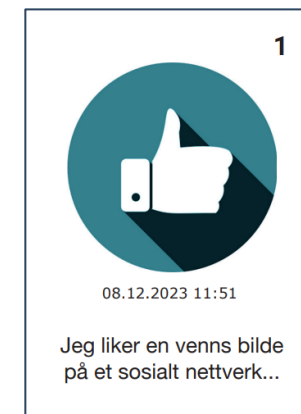 1
08.12.2023 11:51
Jeg liker en venns bilde
på et sosialt nettverk...